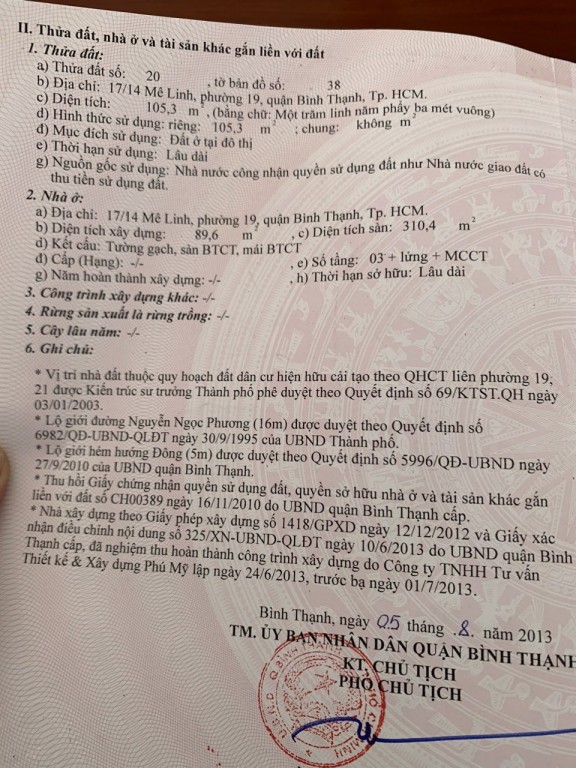 II. Thửa đất, nhà ở và tài sản khác gắn liền với đất
1. Thửa đất:
a) Thửa đất số: 20 , tờ bản đồ số: 38
b) Địa chỉ: 17/14 Mê Linh, phường 19, quận Bình Thạnh, Tp. HCM.
c) Diện tích: 105,3 m², (bằng chữ: Một trăm linh năm phẩy ba mét vuông)
d) Hình thức sử dụng: riêng: 105,3 m² ; chung: không m²
đ) Mục đích sử dụng: Đất ở tại đô thị
e) Thời hạn sử dụng: Lâu dài
g) Nguồn gốc sử dụng: Nhà nước công nhận quyền sử dụng đất như Nhà nước giao đất có
thu tiền sử dụng đất.
2. Nhà ở:
a) Địa chỉ: 17/14 Mê Linh, phường 19, quận Bình Thạnh, Tp. HCM.
b) Diện tích xây dựng: 89,6 m² , c) Diện tích sàn: 310,4 m²
d) Kết cấu: Tường gạch, sàn BTCT, mái BTCT
đ) Cấp (Hạng): -/- , e) Số tầng: 03 + lửng + MCCT
g) Năm hoàn thành xây dựng: -/- , h) Thời hạn sở hữu: Lâu dài
3. Công trình xây dựng khác: -/-
4. Rừng sản xuất là rừng trồng: -/-
5. Cây lâu năm: -/-
6. Ghi chú:
* Vị trí nhà đất thuộc quy hoạch đất dân cư hiện hữu cải tạo theo QHCT liên phường 19;
21 được Kiến trúc sư trưởng Thành phố phê duyệt theo Quyết định số 69/KTST.QH ngày
03/01/2003.
* Lộ giới đường Nguyễn Ngọc Phương (16m) được duyệt theo Quyết định số
6982/QĐ-UBND-QLĐT ngày 30/9/1995 của UBND Thành phố.
* Lộ giới hẻm hướng Đông (5m) được duyệt theo Quyết định số 5996/QĐ-UBND ngày
27/9/2010 của UBND quận Bình Thạnh.
* Thu hồi Giấy chứng nhận quyền sử dụng đất, quyền sở hữu nhà ở và tài sản khác gắn
liền với đất số CH00389 ngày 16/11/2010 do UBND quận Bình Thạnh cấp.
* Nhà xây dựng theo Giấy phép xây dựng số 1418/GPXD ngày 12/12/2012 và Giấy xác
nhận điều chỉnh nội dung số 325/XN-UBND-QLĐT ngày 10/6/2013 do UBND quận Bình
Thạnh cấp, đã nghiệm thu hoàn thành công trình xây dựng do Công ty TNHH Tư vấn
Thiết kế & Xây dựng Phú Mỹ lập ngày 24/6/2013, trước bạ ngày 01/7/2013.
Bình Thạnh, ngày 05 tháng .8. năm 2013
TM. ỦY BAN NHÂN DÂN QUẬN BÌNH THẠNH
KT. CHỦ TỊCH
PHÓ CHỦ TỊCH